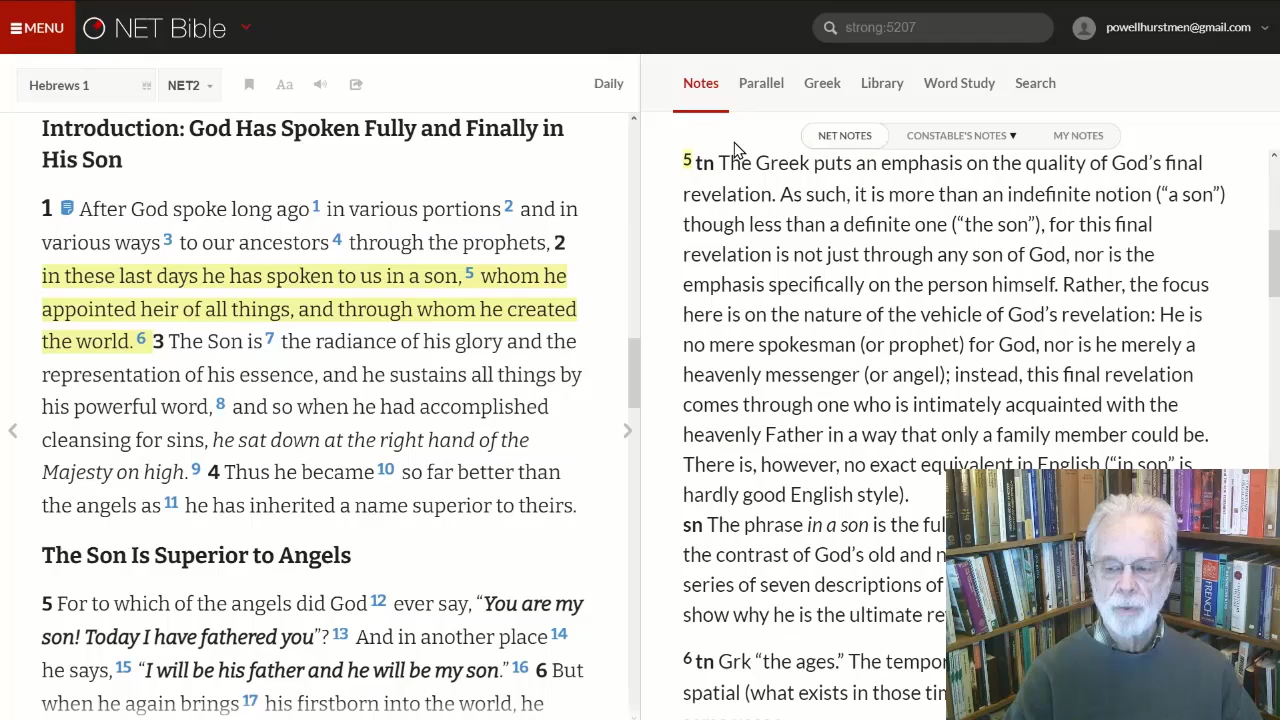 MENU
NET Bible
strong:5207
powellhurstmen@gmail.com
Hebrews 1
NET2
Aa
Daily
Notes
Parallel
Greek
Library
Word Study
Search
NET NOTES
CONSTABLE'S NOTES ▼
MY NOTES
Introduction: God Has Spoken Fully and Finally in
His Son
1 After God spoke long ago 1 in various portions 2 and in
various ways 3 to our ancestors 4 through the prophets, 2
in these last days he has spoken to us in a son, 5 whom he
appointed heir of all things, and through whom he created
the world. 6 3 The Son is 7 the radiance of his glory and the
representation of his essence, and he sustains all things by
his powerful word, 8 and so when he had accomplished
cleansing for sins, he sat down at the right hand of the
Majesty on high. 9 4 Thus he became 10 so far better than
the angels as 11 he has inherited a name superior to theirs.
The Son Is Superior to Angels
5 For to which of the angels did God 12 ever say, “You are my
son! Today I have fathered you”? 13 And in another place 14
he says, 15 “I will be his father and he will be my son.” 16 6 But
when he again brings 17 his firstborn into the world, he
5 tn The Greek puts an emphasis on the quality of God’s final
revelation. As such, it is more than an indefinite notion (“a son”)
though less than a definite one (“the son”), for this final
revelation is not just through any son of God, nor is the
emphasis specifically on the person himself. Rather, the focus
here is on the nature of the vehicle of God’s revelation: He is
no mere spokesman (or prophet) for God, nor is he merely a
heavenly messenger (or angel); instead, this final revelation
comes through one who is intimately acquainted with the
heavenly Father in a way that only a family member could be.
There is, however, no exact equivalent in English (“in son” is
hardly good English style).
sn The phrase in a son is the ful
the contrast of God’s old and n
series of seven descriptions of
show why he is the ultimate re
6 tn Grk “the ages.” The tempor
spatial (what exists in those tim
FRENCH